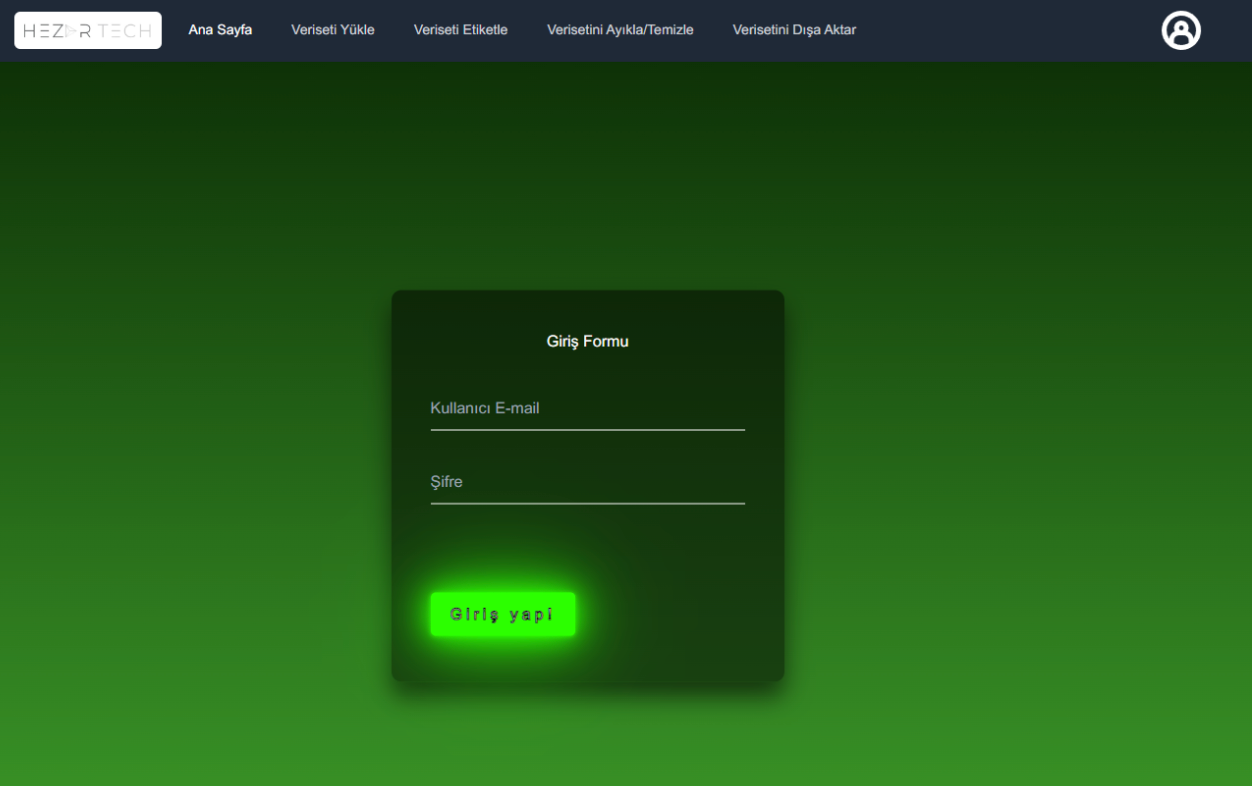 HEZAR TECH
Ana Sayfa
Veriseti Yükle
Veriseti Etiketle
Verisetini Ayıkla/Temizle
Verisetini Dışa Aktar
Giriş Formu
Kullanıcı E-mail
Şifre
Giriş yapi